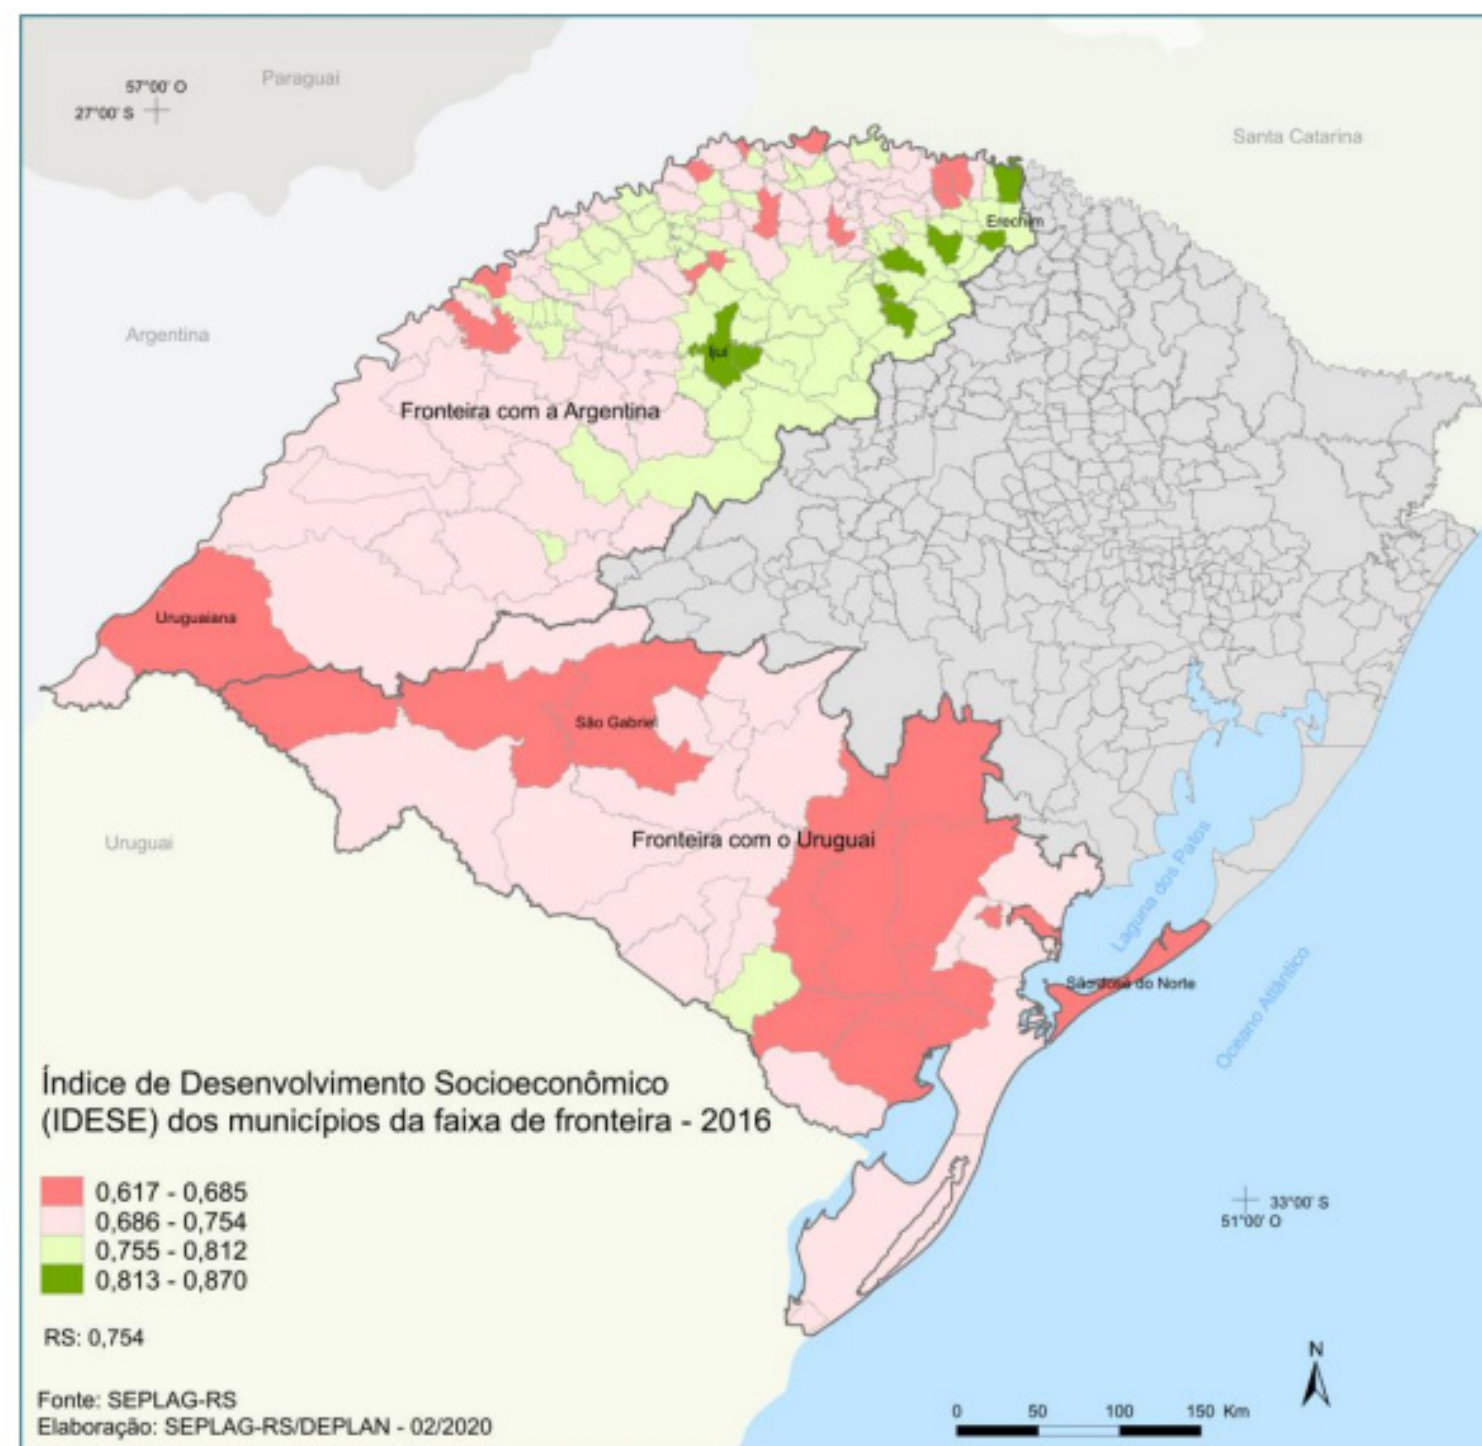 Paraguai
57°00' O
27°00' S
Santa Catarina
Erechim
Argentina
Ijuí
Fronteira com a Argentina
Uruguaiana
São Gabriel
Uruguai
Fronteira com o Uruguai
Laguna dos Patos
São José do Norte
Oceano Atlântico
Índice de Desenvolvimento Socioeconômico
(IDESE) dos municípios da faixa de fronteira - 2016
0,617 - 0,685
0,686 - 0,754
0,755 - 0,812
0,813 - 0,870
33°00' S
51°00' O
RS: 0,754
N
Fonte: SEPLAG-RS
Elaboração: SEPLAG-RS/DEPLAN - 02/2020
0 50 100 150 Km